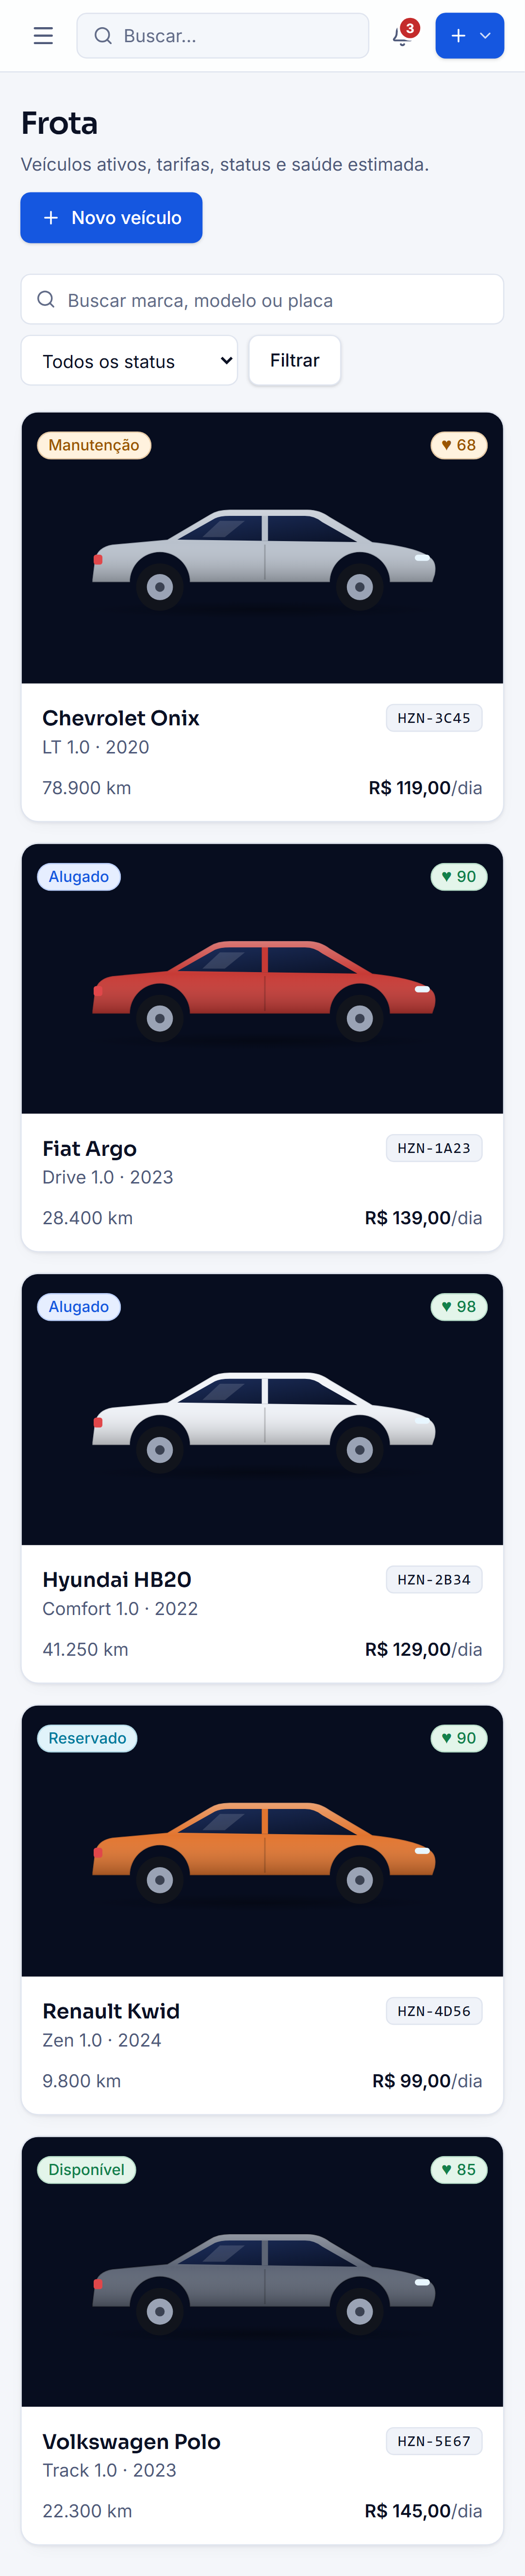 Buscar...
3
Frota
Veículos ativos, tarifas, status e saúde estimada.
+ Novo veículo
Buscar marca, modelo ou placa
Todos os status
Filtrar
Manutenção
♥ 68
Chevrolet Onix
HZN-3C45
LT 1.0 · 2020
78.900 km
R$ 119,00/dia
Alugado
♥ 90
Fiat Argo
HZN-1A23
Drive 1.0 · 2023
28.400 km
R$ 139,00/dia
Alugado
♥ 98
Hyundai HB20
HZN-2B34
Comfort 1.0 · 2022
41.250 km
R$ 129,00/dia
Reservado
♥ 90
Renault Kwid
HZN-4D56
Zen 1.0 · 2024
9.800 km
R$ 99,00/dia
Disponível
♥ 85
Volkswagen Polo
HZN-5E67
Track 1.0 · 2023
22.300 km
R$ 145,00/dia